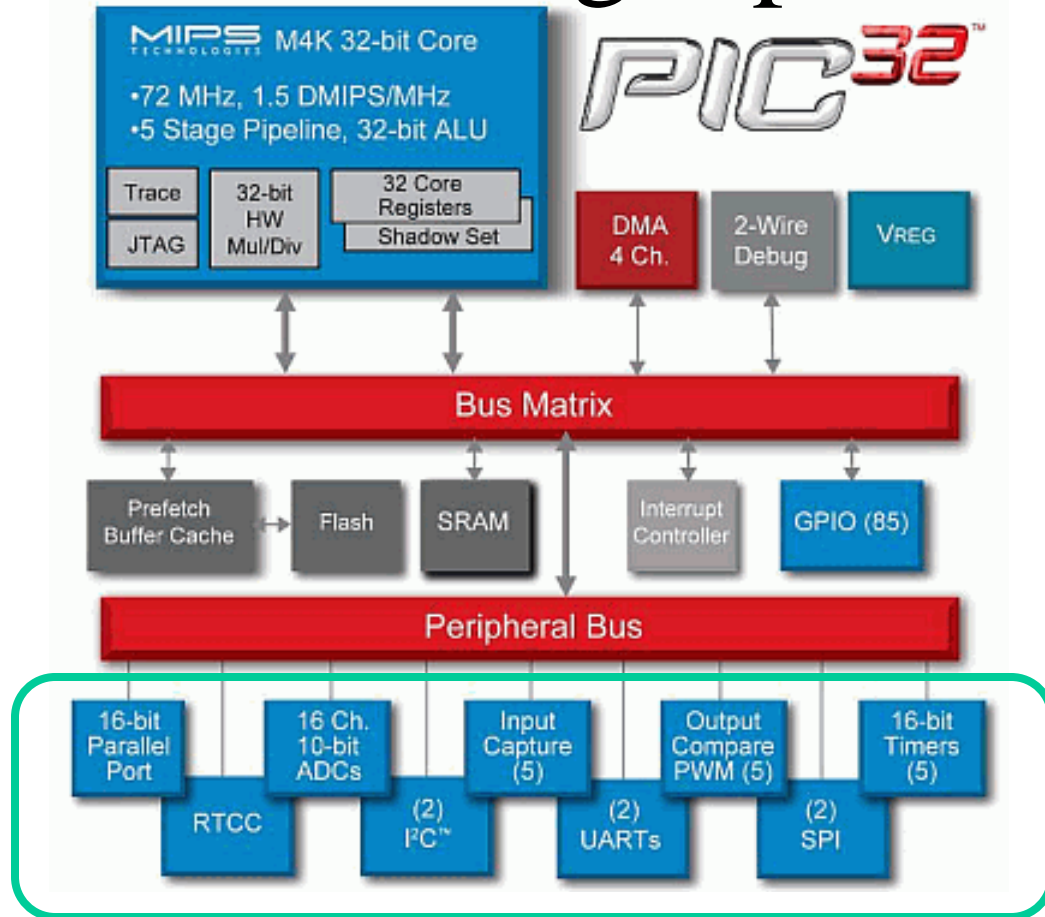 MIPS
TECHNOLOGIES
M4K 32-bit Core
•72 MHz, 1.5 DMIPS/MHz
•5 Stage Pipeline, 32-bit ALU
Trace
JTAG
32-bit
HW
Mul/Div
32 Core
Registers
Shadow Set
PIC32™
DMA
4 Ch.
2-Wire
Debug
VREG
Bus Matrix
Prefetch
Buffer Cache
Flash
SRAM
Interrupt
Controller
GPIO (85)
Peripheral Bus
16-bit
Parallel
Port
RTCC
16 Ch.
10-bit
ADCs
(2)
I²C™
Input
Capture
(5)
(2)
UARTs
Output
Compare
PWM (5)
(2)
SPI
16-bit
Timers
(5)